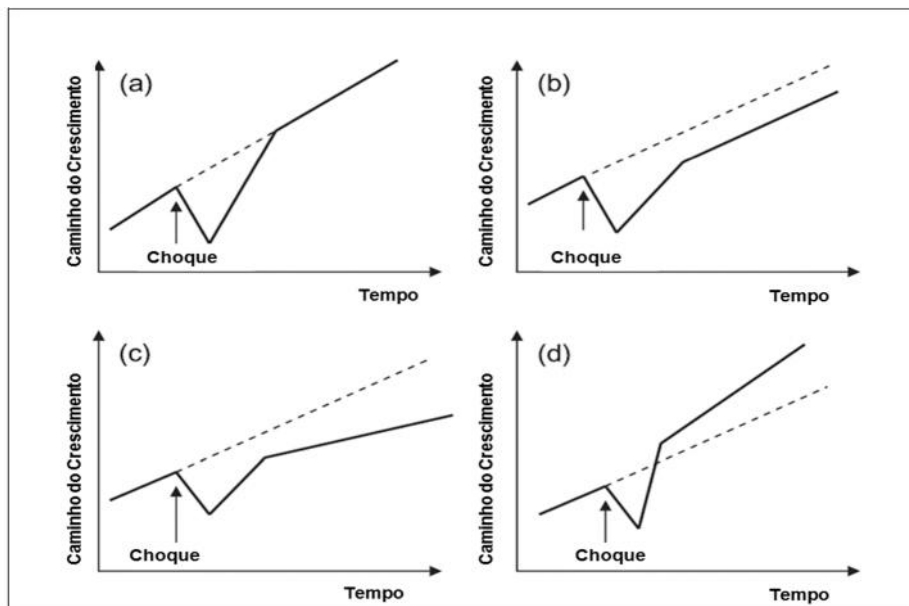 (a)
Caminho do Crescimento
Choque
Tempo
(b)
Caminho do Crescimento
Choque
Tempo
(c)
Caminho do Crescimento
Choque
Tempo
(d)
Caminho do Crescimento
Choque
Tempo